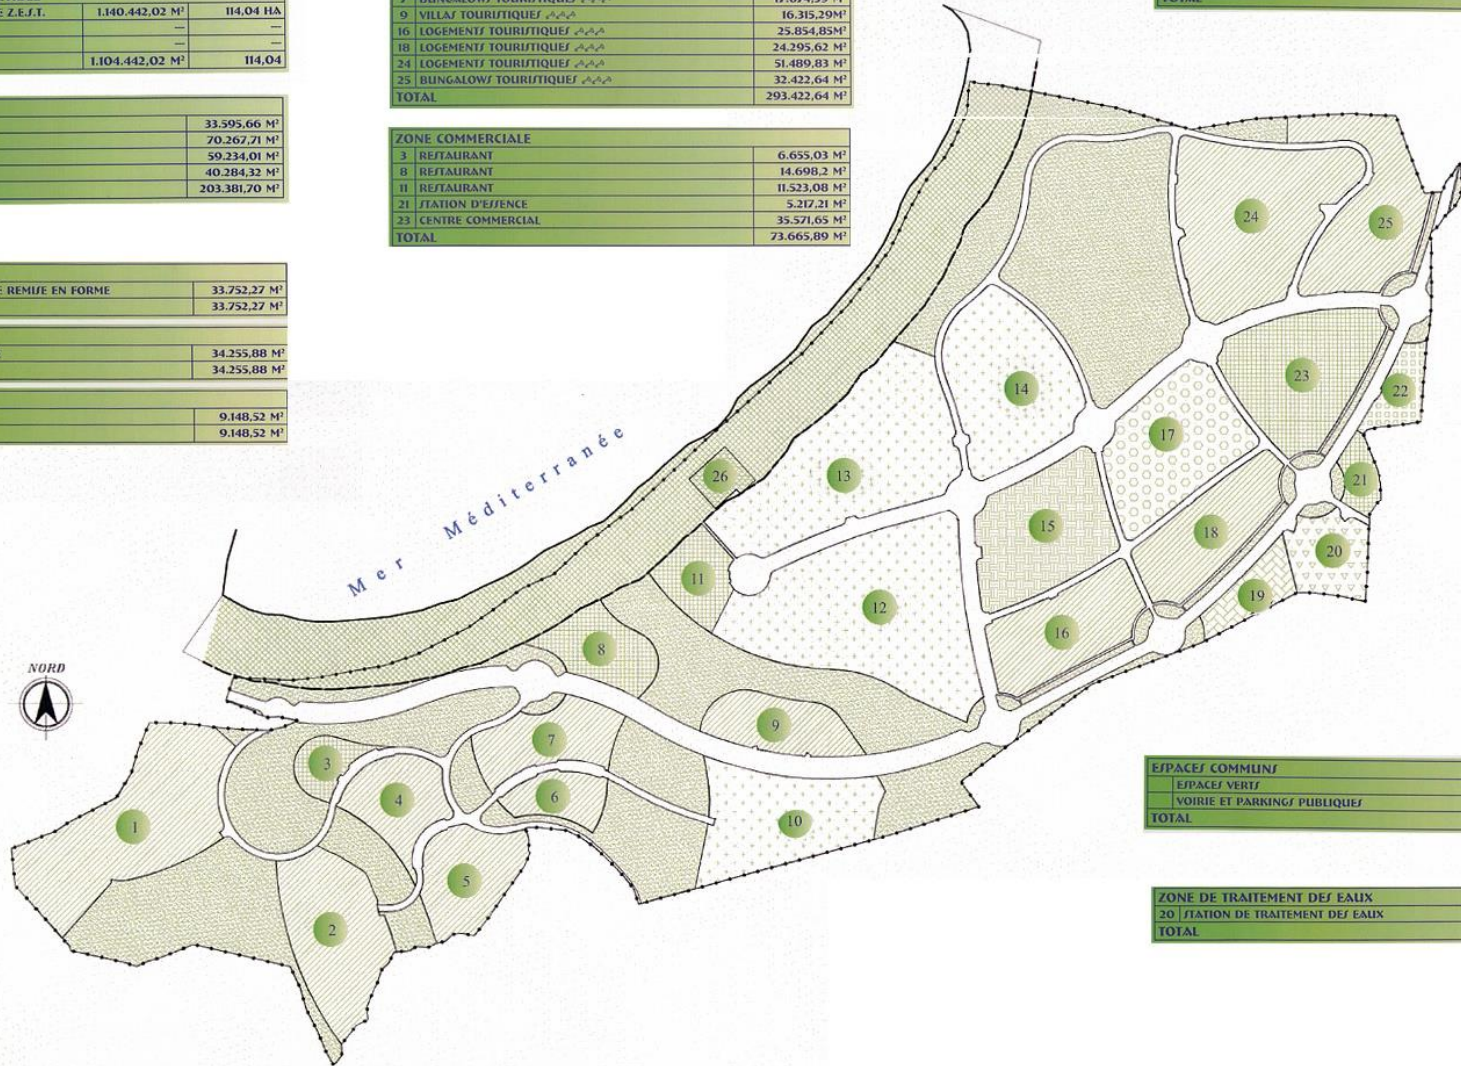 E Z.E.S.T. 1.140.442,02 M² 114,04 HA
— —
— —
1.104.442,02 M² 114,04
33.595,66 M²
70.267,71 M²
59.234,01 M²
40.284,32 M²
203.381,70 M²
E REMISE EN FORME 33.752,27 M²
33.752,27 M²
34.255,88 M²
34.255,88 M²
9.148,52 M²
9.148,52 M²
BUNGALOWS TOURISTIQUES
9 VILLAS TOURISTIQUES 16.315,29M²
16 LOGEMENTS TOURISTIQUES 25.854,85M²
18 LOGEMENTS TOURISTIQUES 24.295,62 M²
24 LOGEMENTS TOURISTIQUES 51.489,83 M²
25 BUNGALOWS TOURISTIQUES 32.422,64 M²
TOTAL 293.422,64 M²
ZONE COMMERCIALE
3 RESTAURANT 6.655,03 M²
8 RESTAURANT 14.698,2 M²
11 RESTAURANT 11.523,08 M²
21 STATION D'ESSENCE 5.217,21 M²
23 CENTRE COMMERCIAL 35.571,65 M²
TOTAL 73.665,89 M²
24
25
23
22
14
17
13
26
21
15
18
20
11
12
19
16
8
Mer Méditerranée
NORD
9
7
3
6
4
10
1
5
2
ESPACES COMMUNS
ESPACES VERTS
VOIRIE ET PARKINGS PUBLIQUES
TOTAL
ZONE DE TRAITEMENT DES EAUX
20 STATION DE TRAITEMENT DES EAUX
TOTAL